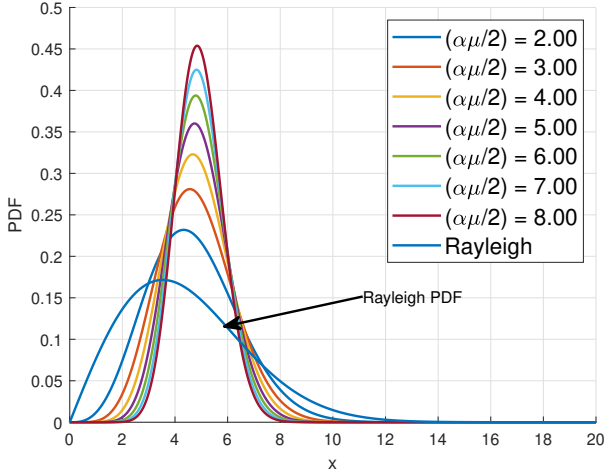 0.5
0.45
0.4
0.35
0.3
0.25
0.2
0.15
0.1
0.05
0
PDF
(αμ/2) = 2.00
(αμ/2) = 3.00
(αμ/2) = 4.00
(αμ/2) = 5.00
(αμ/2) = 6.00
(αμ/2) = 7.00
(αμ/2) = 8.00
Rayleigh
Rayleigh PDF
0 2 4 6 8 10 12 14 16 18 20
x